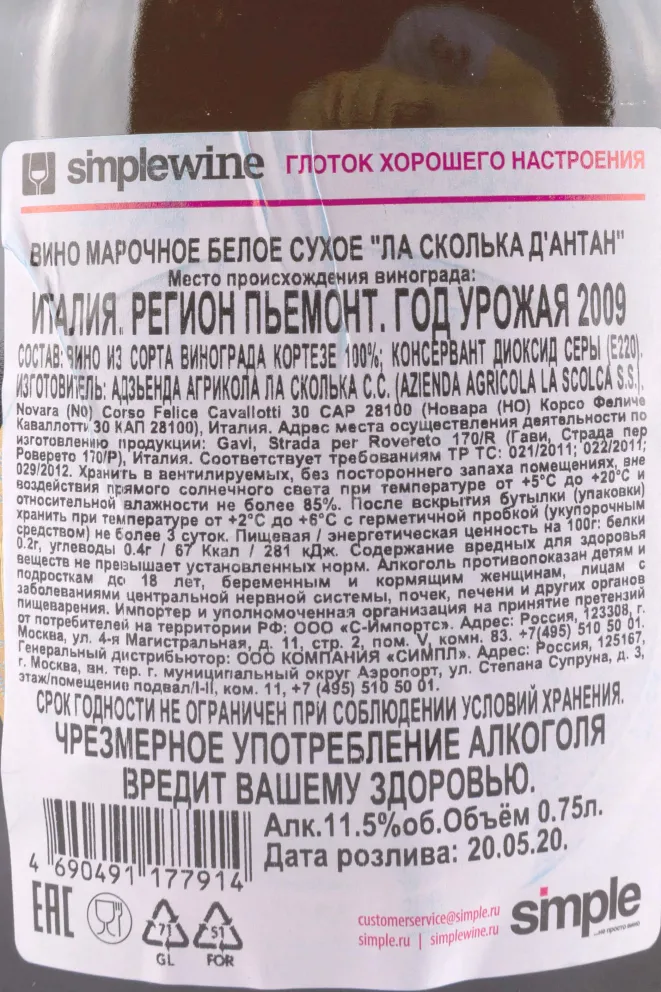 simplewine ГЛОТОК ХОРОШЕГО НАСТРОЕНИЯ
ВИНО МАРОЧНОЕ БЕЛОЕ СУХОЕ "ЛА СКОЛЬКА Д'АНТАН"
Место происхождения винограда:
ИТАЛИЯ. РЕГИОН ПЬЕМОНТ. ГОД УРОЖАЯ 2009
СОСТАВ: ВИНО ИЗ СОРТА ВИНОГРАДА КОРТЕЗЕ 100%; КОНСЕРВАНТ ДИОКСИД СЕРЫ (E220).
ИЗГОТОВИТЕЛЬ: АДЗЬЕНДА АГРИКОЛА ЛА СКОЛЬКА С.С. (AZIENDA AGRICOLA LA SCOLCA S.S.).
Novara (NO) Corso Felice Cavallotti 30 CAP 28100 (Новара (НО) Корсо Феличе
Каваллотти 30 КАП 28100), Италия. Адрес места осуществления деятельности по
изготовлению продукции: Gavi, Strada per Rovereto 170/R (Гави, Страда пер
Роверето 170/Р), Италия. Соответствует требованиям ТР ТС: 021/2011; 022/2011;
029/2012. Хранить в вентилируемых, без постороннего запаха помещениях, вне
воздействия прямого солнечного света при температуре от +5°C до +20°C и
относительной влажности не более 85%. После вскрытия бутылки (упаковки)
хранить при температуре от +2°C до +6°C с герметичной пробкой (укупорочным
средством) не более 3 суток. Пищевая / энергетическая ценность на 100г: белки
0.2г, углеводы 0.4г / 67 Ккал / 281 кДж. Содержание вредных для здоровья
веществ не превышает установленных норм. Алкоголь противопоказан детям и
подросткам до 18 лет, беременным и кормящим женщинам, лицам с
заболеваниями центральной нервной системы, почек, печени и других органов
пищеварения. Импортер и уполномоченная организация на принятие претензий
от потребителей на территории РФ: ООО «С-Импортс». Адрес: Россия, 123308, г.
Москва, ул. 4-я Магистральная, д. 11, стр. 2, пом. V, комн. 83. +7(495) 510 50 01.
Генеральный дистрибьютор: ООО КОМПАНИЯ «СИМПЛ». Адрес: Россия, 125167,
г. Москва, вн. тер. г. муниципальный округ Аэропорт, ул. Степана Супруна, д. 3,
этаж/помещение подвал/I-II, ком. 11, +7 (495) 510 50 01.
СРОК ГОДНОСТИ НЕ ОГРАНИЧЕН ПРИ СОБЛЮДЕНИИ УСЛОВИЙ ХРАНЕНИЯ.
ЧРЕЗМЕРНОЕ УПОТРЕБЛЕНИЕ АЛКОГОЛЯ
ВРЕДИТ ВАШЕМУ ЗДОРОВЬЮ.
Алк.11.5%об.Объём 0.75л.
Дата розлива: 20.05.20.
4 690491 177914
EAC
71
GL
51
FOR
customerservice@simple.ru
simple.ru | simplewine.ru
simple
...не просто вино